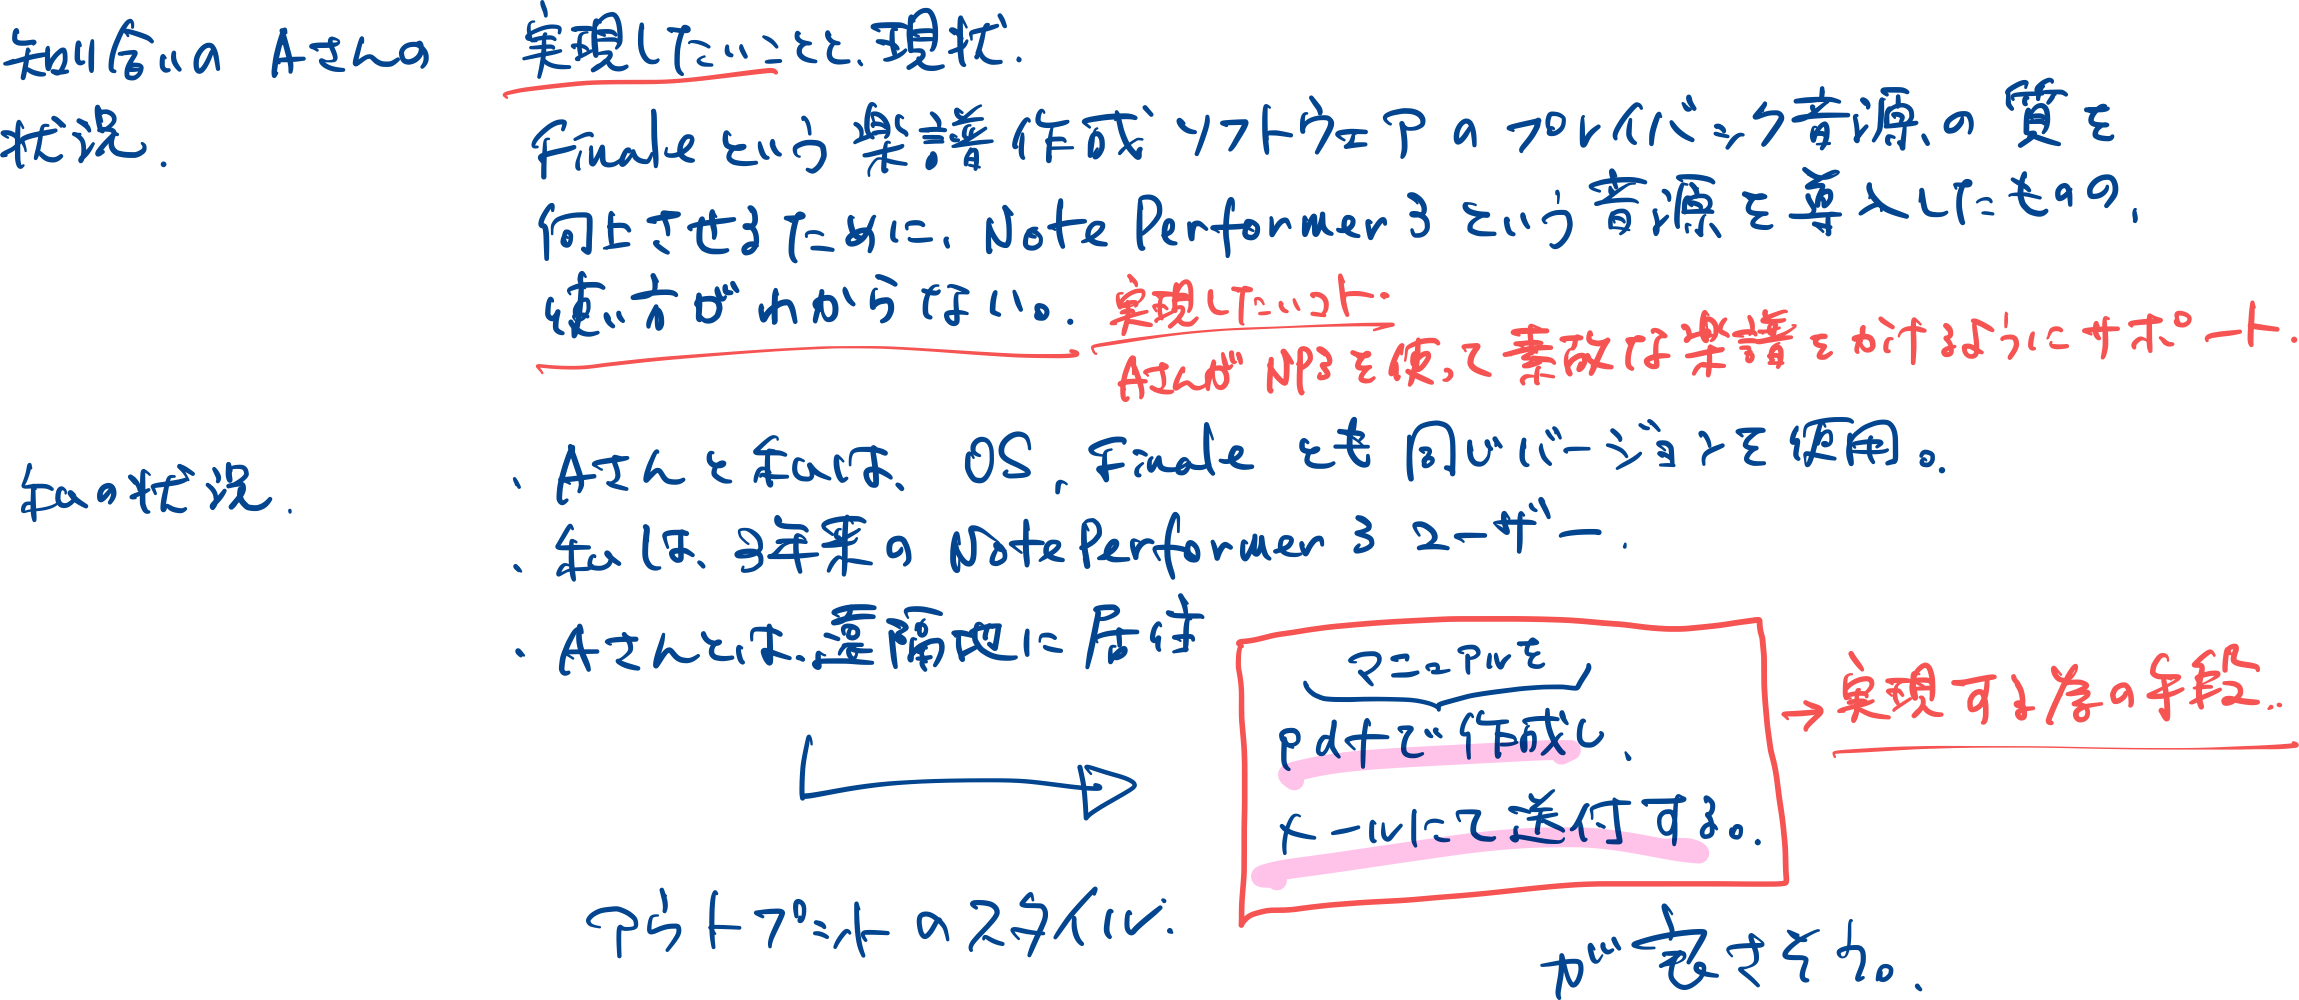 知り合いの Aさんの
状況.
実現したいことと、現状.
Finaleという楽譜作成ソフトウェアのプレイバック音源の質を
向上させるために、Note Performer 3という音源を導入したものの、
使い方がわからない。.
実現したいコト.
AさんがNP3を使って素敵な楽譜をかけるようにサポート.
私の状況.
・Aさんと私は、OS、Finaleとも同じバージョンを使用。
・私は、3年来のNotePerformer 3ユーザー.
・Aさんとは、遠隔地に居住
マニュアルを
pdfで作成し、
メールにて送付する。.
→実現する為の手段.
アウトプットのスタイル.
が良さそう。.